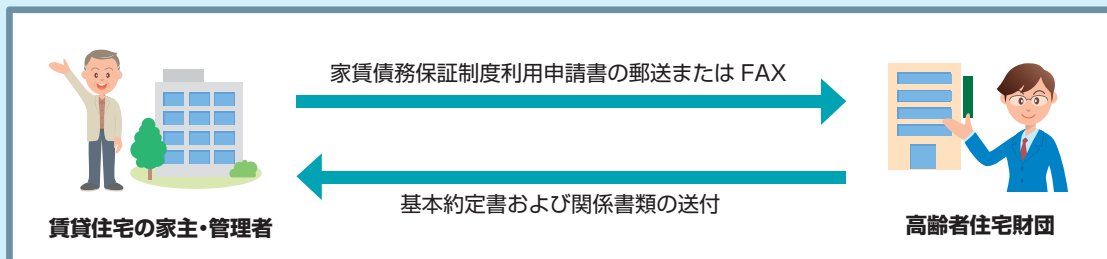 家賃債務保証制度利用申請書の郵送または FAX
基本約定書および関係書類の送付
賃貸住宅の家主・管理者
高齢者住宅財団